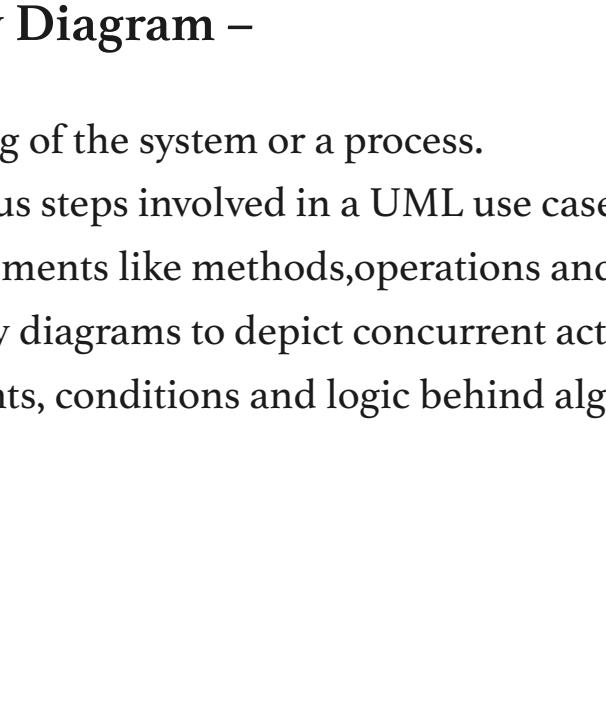 Diagram –
g of the system or a process.
us steps involved in a UML use case
ments like methods,operations and
y diagrams to depict concurrent act
nts, conditions and logic behind alg